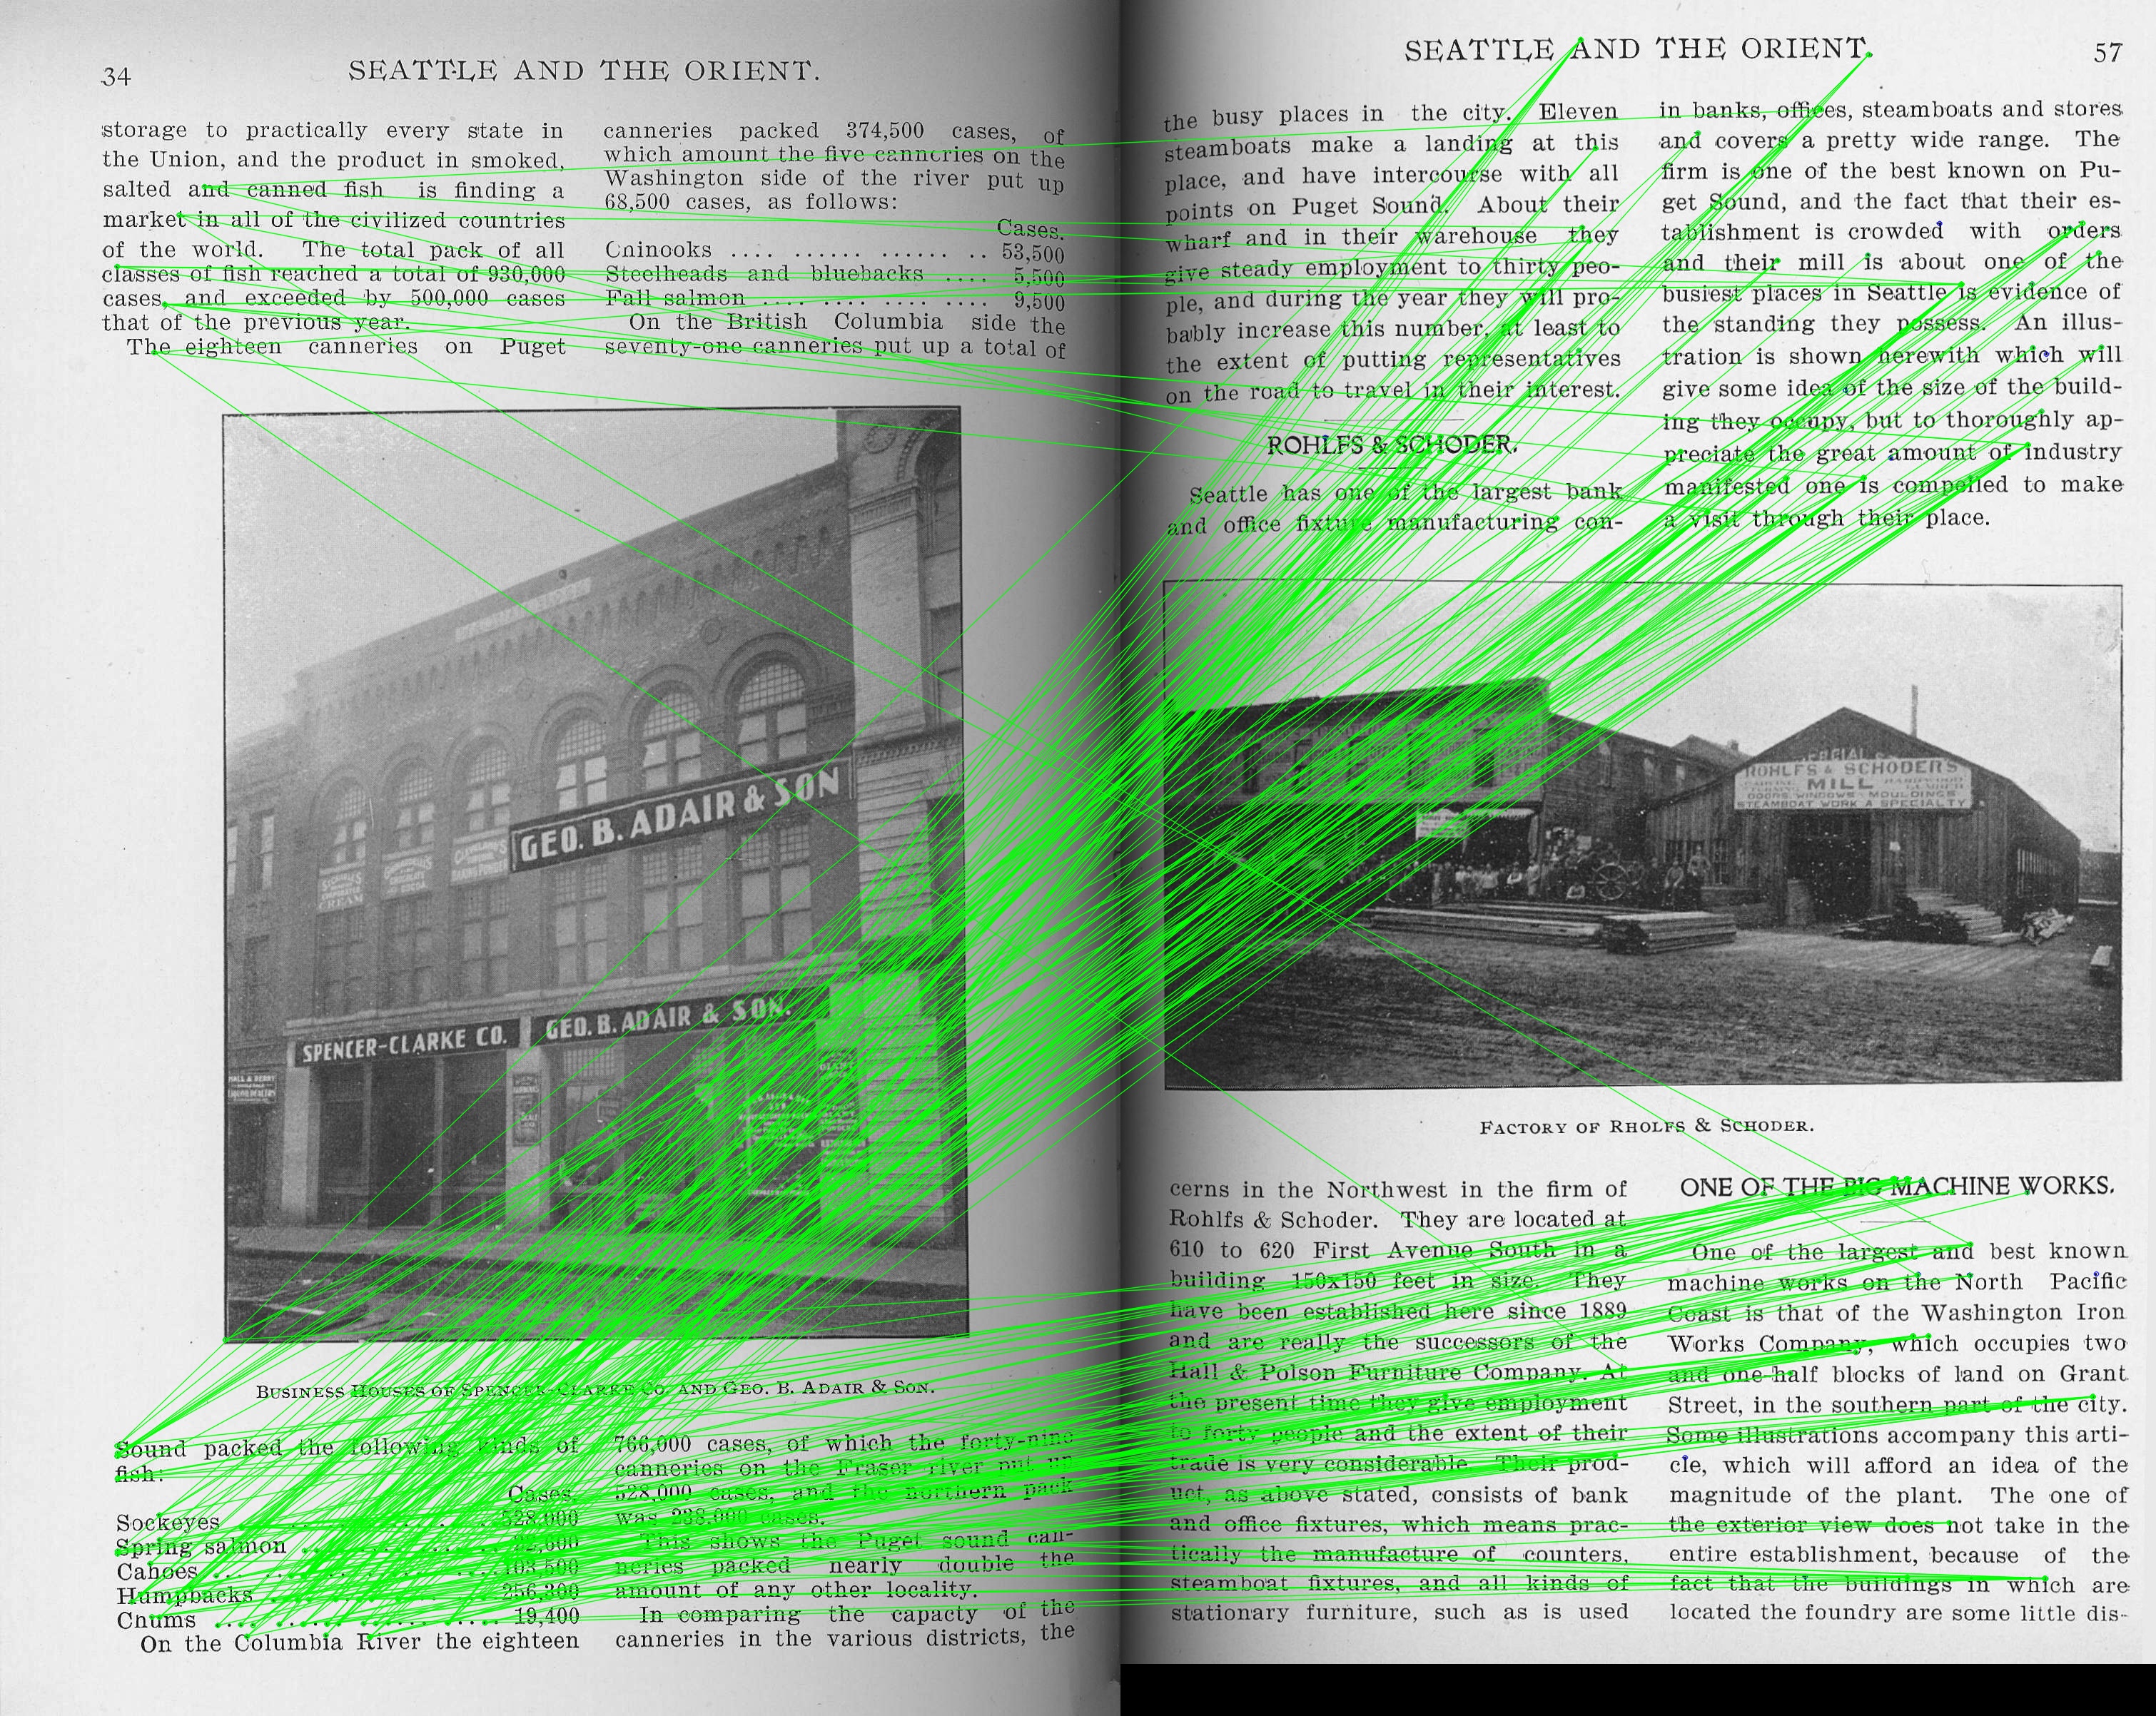 34
SEATTLE AND THE ORIENT.
storage to practically every state in
the Union, and the product in smoked,
salted and canned fish is finding a
market in all of the civilized countries
of the world. The total pack of all
classes of fish reached a total of 930,000
cases, and exceeded by 500,000 cases
that of the previous year.
The eighteen canneries on Puget
canneries packed 374,500 cases, of
which amount the five canneries on the
Washington side of the river put up
68,500 cases, as follows:
Cases.
Cninooks .... ...... ...... .. 53,500
Steelheads and bluebacks .... 5,500
Fall salmon .... .... .... .... 9,500
On the British Columbia side the
seventy-one canneries put up a total of
GEO. B. ADAIR & SON
SPENCER-CLARKE CO.
GEO. B. ADAIR & SON.
HALL & BERRY
CREAM
BUSINESS HOUSES OF SPENCER-CLARKE CO. AND GEO. B. ADAIR & SON.
Sound packed the following kinds of
fish:
Cases.
Sockeyes 528,000
Spring salmon
Cahoes 103,500
Humpbacks 256,300
Chums 19,400
On the Columbia River the eighteen
766,000 cases, of which the forty-nine
canneries on the Fraser river put up
528,000 cases, and the northern pack
was 238,000 cases.
This shows the Puget sound can-
neries packed nearly double the
amount of any other locality.
In comparing the capacty of the
canneries in the various districts, the
SEATTLE AND THE ORIENT.
57
the busy places in the city. Eleven
steamboats make a landing at this
place, and have intercourse with all
points on Puget Sound. About their
wharf and in their warehouse they
give steady employment to thirty peo-
ple, and during the year they will pro-
bably increase this number, at least to
the extent of putting representatives
on the road to travel in their interest.
ROHLFS & SCHODER.
Seattle has one of the largest bank
and office fixture manufacturing con-
in banks, offices, steamboats and stores
and covers a pretty wide range. The
firm is one of the best known on Pu-
get Sound, and the fact that their es-
tablishment is crowded with orders
and their mill is about one of the
busiest places in Seattle is evidence of
the standing they possess. An illus-
tration is shown herewith which will
give some idea of the size of the build-
ing they occupy, but to thoroughly ap-
preciate the great amount of industry
manifested one is compelled to make
a visit through their place.
ROHLFS & SCHODER'S
MILL
DOORS, WINDOWS MOULDINGS
STEAMBOAT WORK A SPECIALTY
FACTORY OF RHOLFS & SCHODER.
cerns in the Northwest in the firm of
Rohlfs & Schoder. They are located at
610 to 620 First Avenue South in a
building 150x150 feet in size. They
have been established here since 1889
and are really the successors of the
Hall & Polson Furniture Company. At
the present time they give employment
to forty people and the extent of their
trade is very considerable. Their prod-
uct, as above stated, consists of bank
and office fixtures, which means prac-
tically the manufacture of counters,
steamboat fixtures, and all kinds of
stationary furniture, such as is used
ONE OF THE BIG MACHINE WORKS.
One of the largest and best known
machine works on the North Pacific
Coast is that of the Washington Iron
Works Company, which occupies two
and one-half blocks of land on Grant
Street, in the southern part of the city.
Some illustrations accompany this arti-
cle, which will afford an idea of the
magnitude of the plant. The one of
the exterior view does not take in the
entire establishment, because of the
fact that the buildings in which are
located the foundry are some little dis-